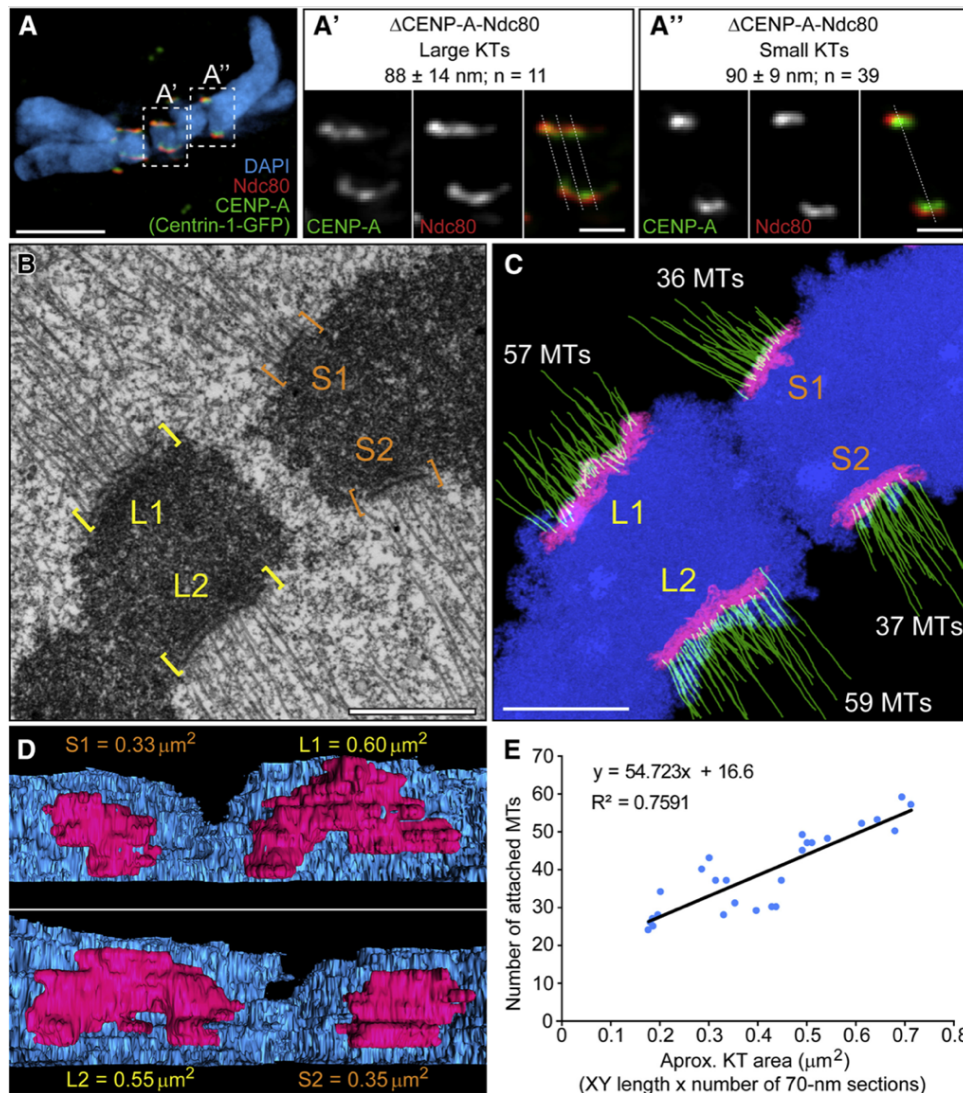 A
A'
A''
DAPI
Ndc80
CENP-A
(Centrin-1-GFP)
A'
ΔCENP-A-Ndc80
Large KTs
88 ± 14 nm; n = 11
CENP-A
Ndc80
A''
ΔCENP-A-Ndc80
Small KTs
90 ± 9 nm; n = 39
CENP-A
Ndc80
B
S1
S2
L1
L2
C
36 MTs
57 MTs
S1
S2
L1
L2
37 MTs
59 MTs
D
S1 = 0.33 μm²
L1 = 0.60 μm²
L2 = 0.55 μm²
S2 = 0.35 μm²
E
y = 54.723x + 16.6
R² = 0.7591
Number of attached MTs
70
60
50
40
30
20
10
0
0 0.1 0.2 0.3 0.4 0.5 0.6 0.7 0.8
Aprox. KT area (μm²)
(XY length x number of 70-nm sections)